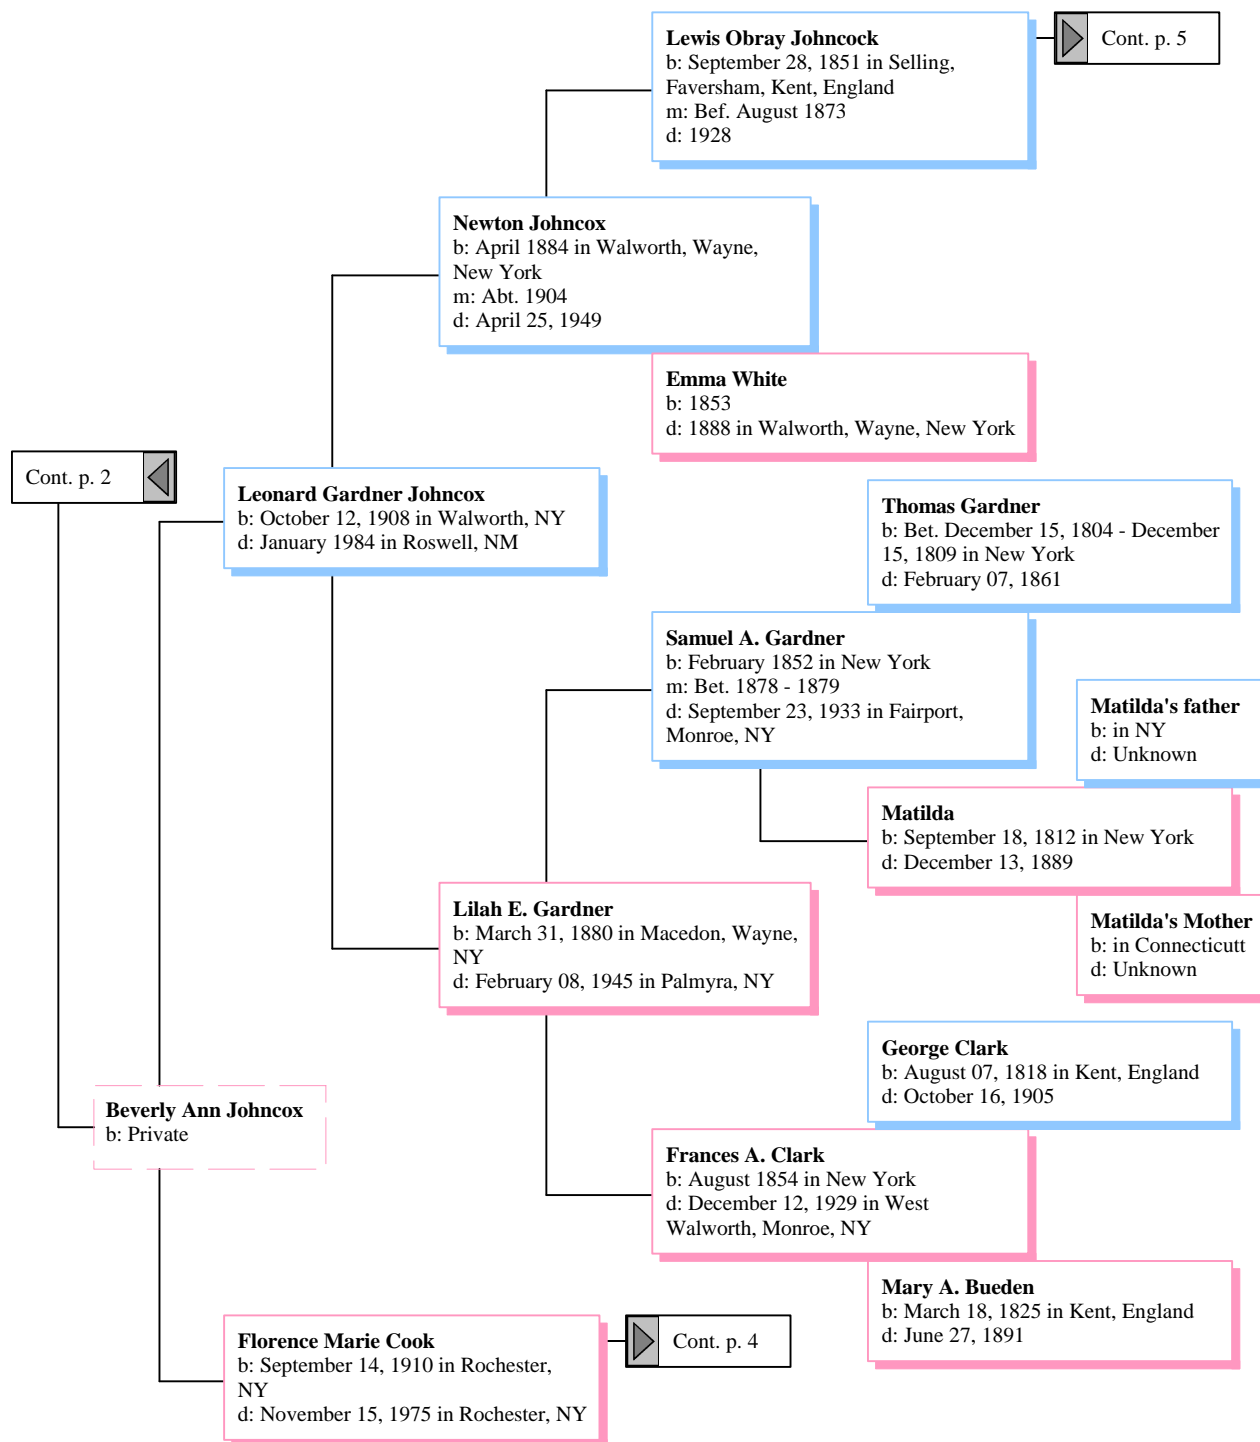 Lewis Obray Johncock
b: September 28, 1851 in Selling,
Faversham, Kent, England
m: Bef. August 1873
d: 1928
Cont. p. 5
Newton Johncox
b: April 1884 in Walworth, Wayne,
New York
m: Abt. 1904
d: April 25, 1949
Emma White
b: 1853
d: 1888 in Walworth, Wayne, New York
Cont. p. 2
Leonard Gardner Johncox
b: October 12, 1908 in Walworth, NY
d: January 1984 in Roswell, NM
Thomas Gardner
b: Bet. December 15, 1804 - December
15, 1809 in New York
d: February 07, 1861
Samuel A. Gardner
b: February 1852 in New York
m: Bet. 1878 - 1879
d: September 23, 1933 in Fairport,
Monroe, NY
Matilda's father
b: in NY
d: Unknown
Matilda
b: September 18, 1812 in New York
d: December 13, 1889
Lilah E. Gardner
b: March 31, 1880 in Macedon, Wayne,
NY
d: February 08, 1945 in Palmyra, NY
Matilda's Mother
b: in Connecticutt
d: Unknown
George Clark
b: August 07, 1818 in Kent, England
d: October 16, 1905
Beverly Ann Johncox
b: Private
Frances A. Clark
b: August 1854 in New York
d: December 12, 1929 in West
Walworth, Monroe, NY
Mary A. Bueden
b: March 18, 1825 in Kent, England
d: June 27, 1891
Florence Marie Cook
b: September 14, 1910 in Rochester,
NY
d: November 15, 1975 in Rochester, NY
Cont. p. 4